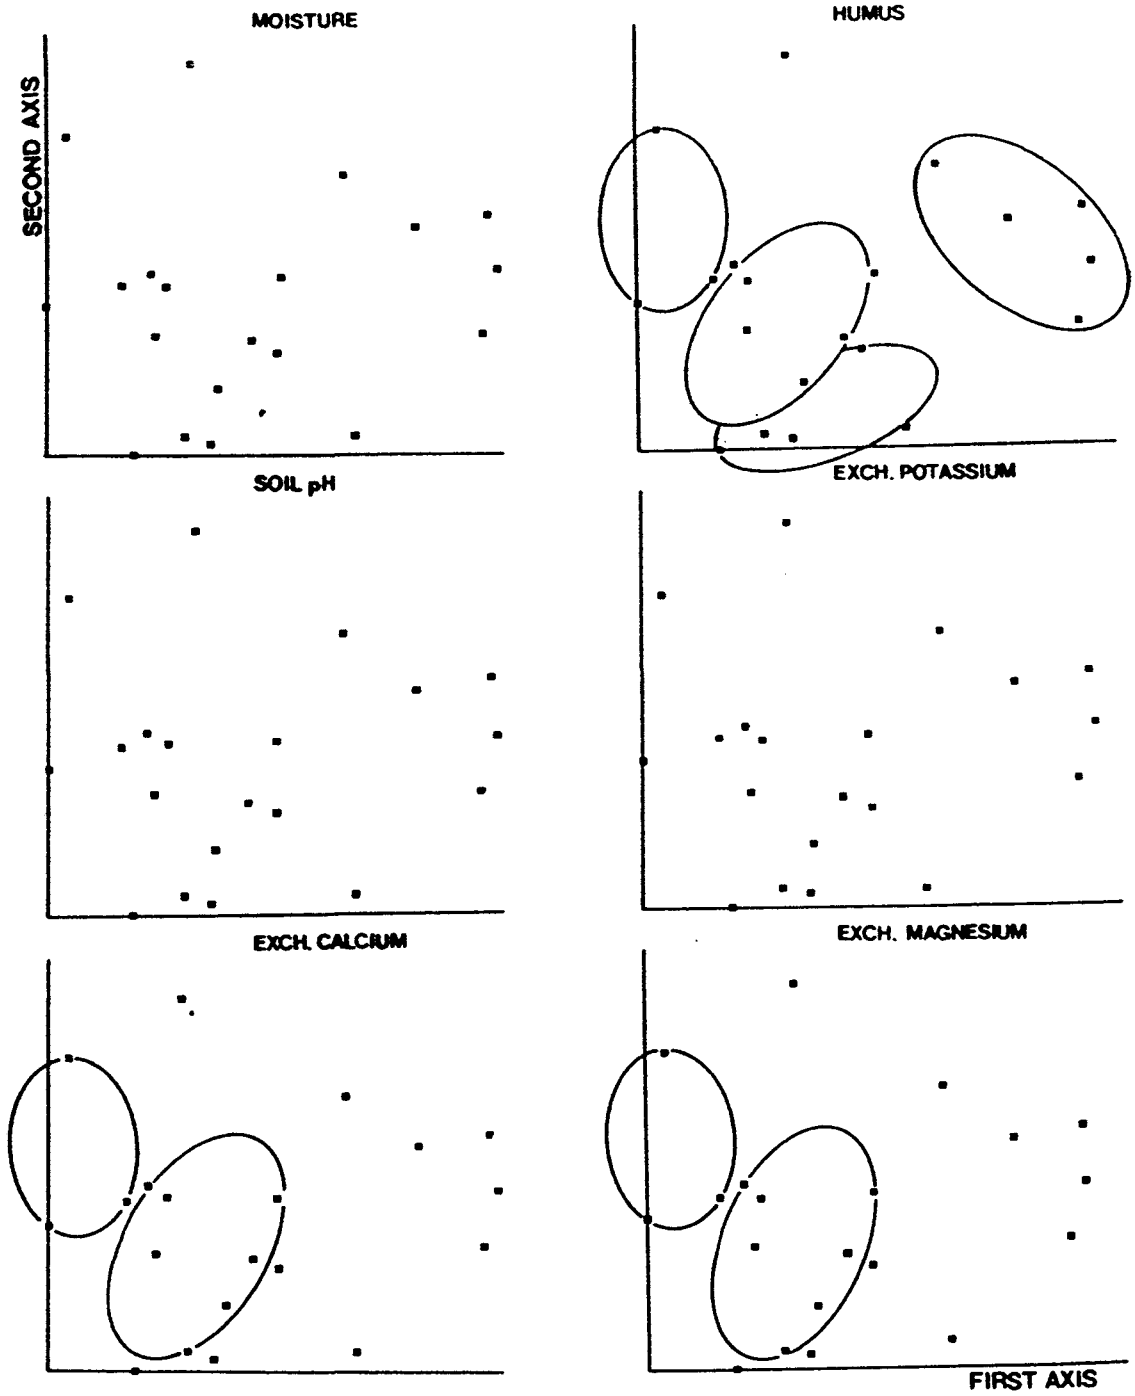 MOISTURE
HUMUS
SECOND AXIS
SOIL pH
EXCH. POTASSIUM
EXCH. CALCIUM
EXCH. MAGNESIUM
FIRST AXIS